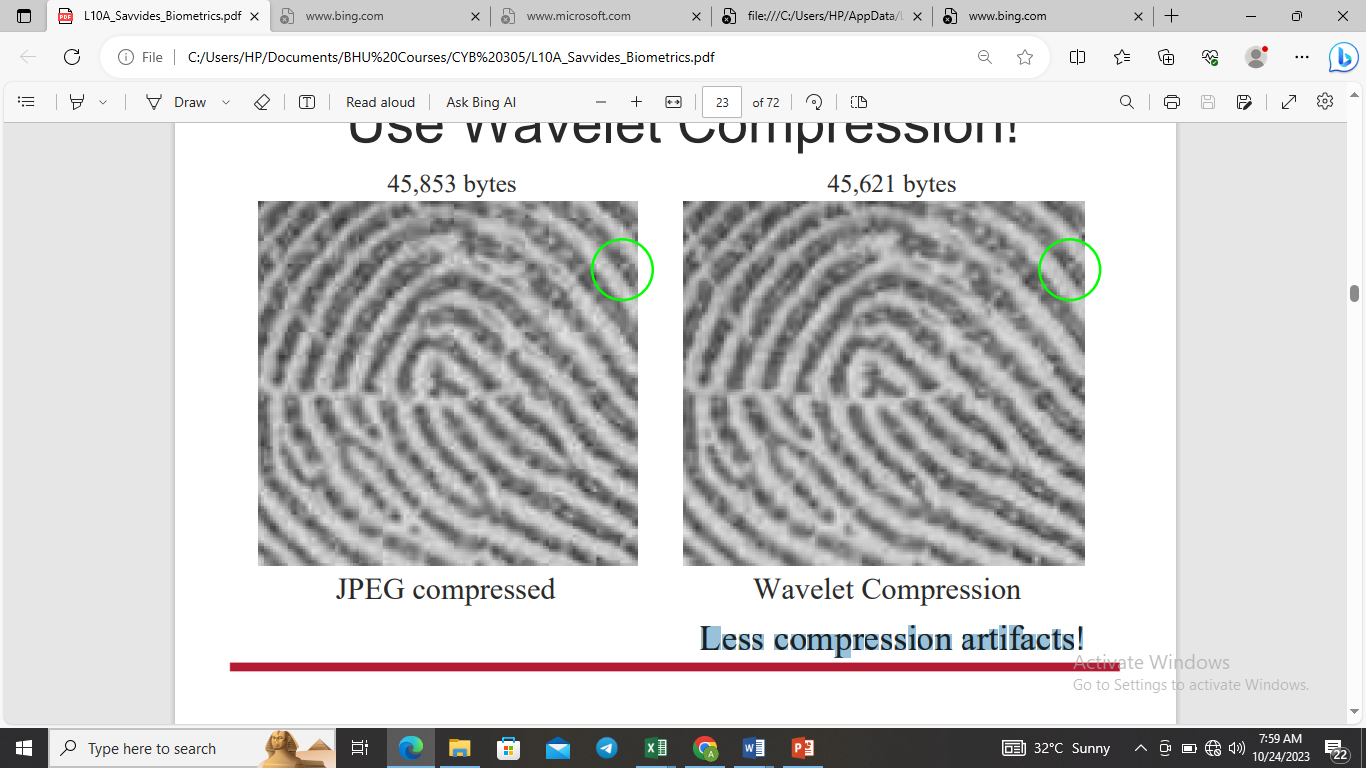 L10A_Savvides_Biometrics.pdf
www.bing.com
www.microsoft.com
file:///C:/Users/HP/AppData/
www.bing.com
File
C:/Users/HP/Documents/BHU%20Courses/CYB%20305/L10A_Savvides_Biometrics.pdf
Draw
Read aloud
Ask Bing AI
23
of 72
Use Wavelet Compression!
45,853 bytes
45,621 bytes
JPEG compressed
Wavelet Compression
Less compression artifacts!
Activate Windows
Go to Settings to activate Windows.
Type here to search
32°C Sunny
7:59 AM
10/24/2023
22